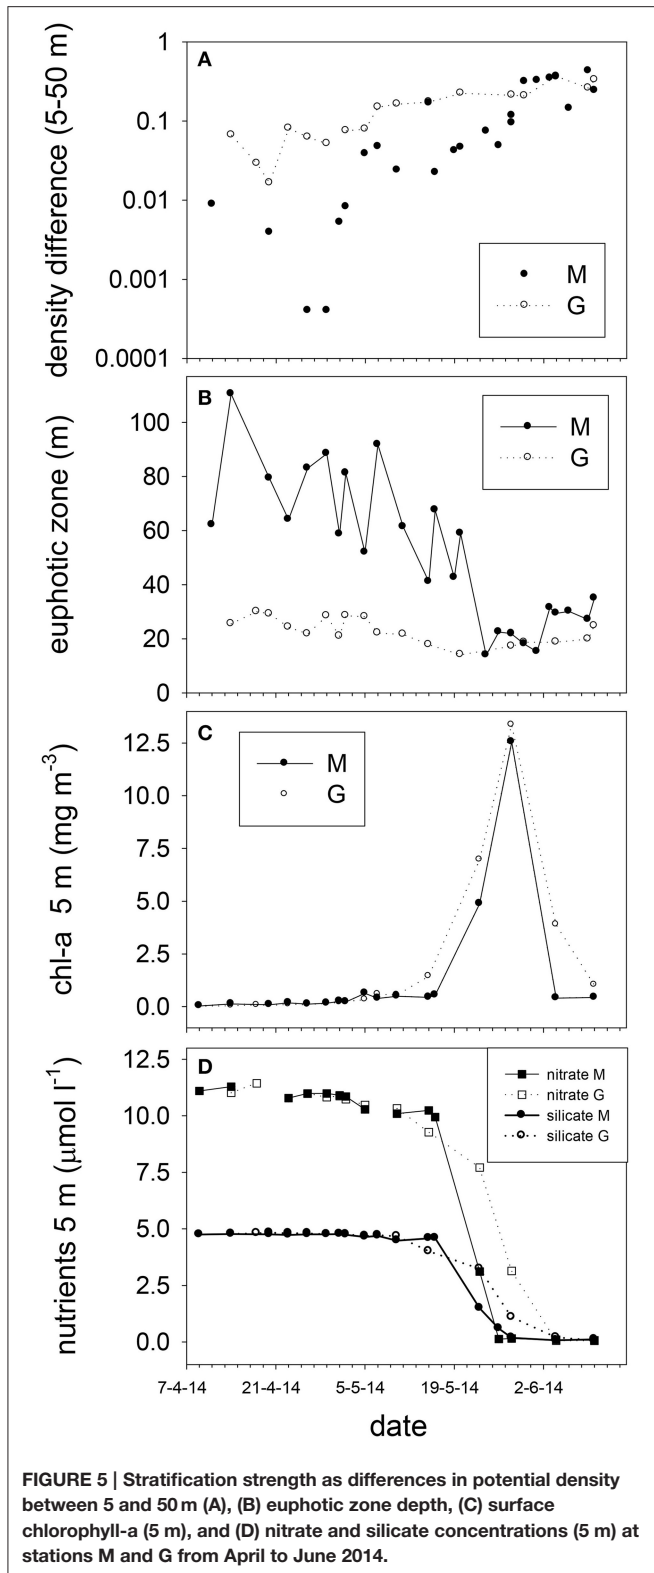 density difference (5-50 m)
1
0.1
0.01
0.001
0.0001
A
M
G
euphotic zone (m)
100
80
60
40
20
0
B
M
G
chl-a 5 m (mg m-3)
12.5
10.0
7.5
5.0
2.5
0.0
C
M
G
nutrients 5 m (µmol l-1)
12.5
10.0
7.5
5.0
2.5
0.0
D
nitrate M
nitrate G
silicate M
silicate G
7-4-14 21-4-14 5-5-14 19-5-14 2-6-14
date
FIGURE 5 | Stratification strength as differences in potential density
between 5 and 50 m (A), (B) euphotic zone depth, (C) surface
chlorophyll-a (5 m), and (D) nitrate and silicate concentrations (5 m) at
stations M and G from April to June 2014.